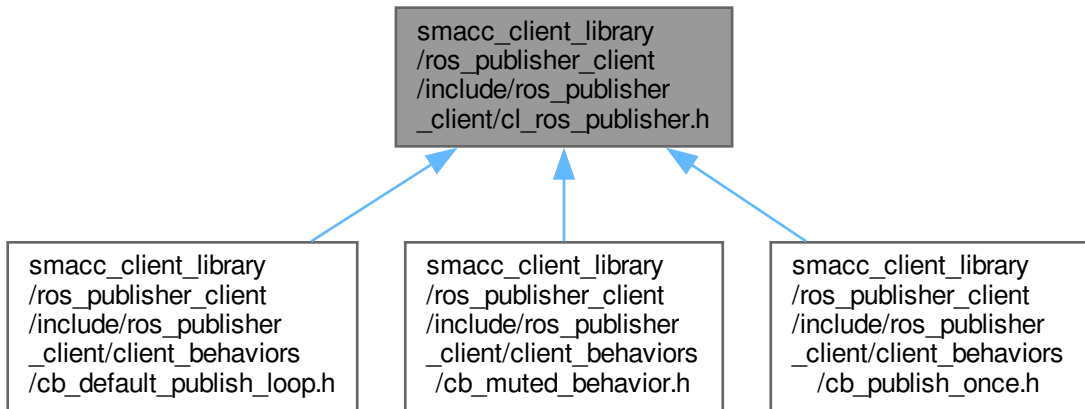 smacc_client_library
/ros_publisher_client
/include/ros_publisher
_client/cl_ros_publisher.h
smacc_client_library
/ros_publisher_client
/include/ros_publisher
_client/client_behaviors
/cb_default_publish_loop.h
smacc_client_library
/ros_publisher_client
/include/ros_publisher
_client/client_behaviors
/cb_muted_behavior.h
smacc_client_library
/ros_publisher_client
/include/ros_publisher
_client/client_behaviors
/cb_publish_once.h